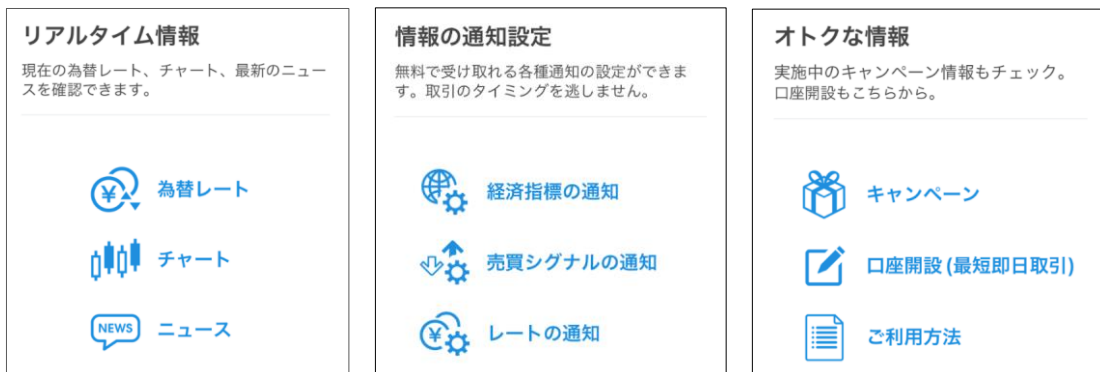 リアルタイム情報
現在の為替レート、チャート、最新のニュー
スを確認できます。
為替レート
チャート
NEWS
ニュース
情報の通知設定
無料で受け取れる各種通知の設定ができま
す。取引のタイミングを逃しません。
経済指標の通知
売買シグナルの通知
レートの通知
オトクな情報
実施中のキャンペーン情報もチェック。
口座開設もこちらから。
キャンペーン
口座開設(最短即日取引)
ご利用方法